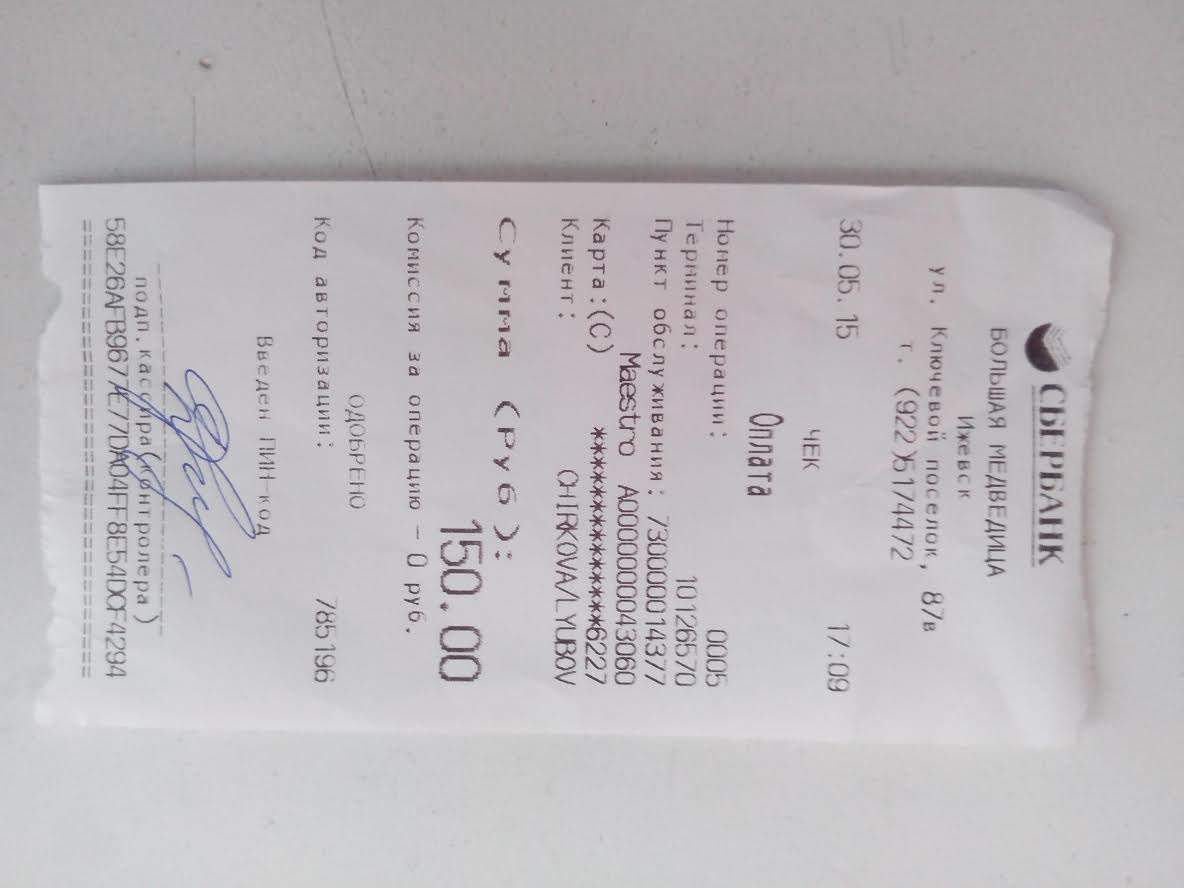 СБЕРБАНК
БОЛЬШАЯ МЕДВЕДИЦА
Ижевск
ул. Ключевой поселок, 87в
т. (922)5174472
30.05.15 17:09
ЧЕК
Оплата
Номер операции: 0005
Терминал: 10126570
Пункт обслуживания: 730000014377
Maestro A0000000043060
Карта:(C) ************6227
Клиент: CHIRKOVA/LYUBOV
Сумма (Руб):
150.00
Комиссия за операцию - 0 руб.
ОДОБРЕНО
Код авторизации: 785196
Введен ПИН-код
подп.кассира(контролера)